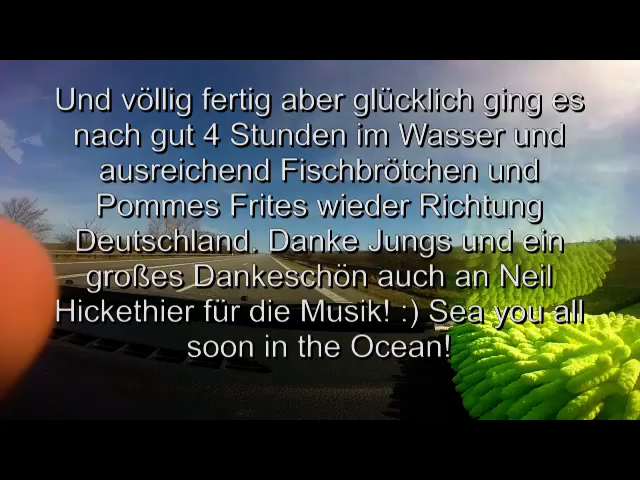 Und völlig fertig aber glücklich ging es
nach gut 4 Stunden im Wasser und
ausreichend Fischbrötchen und
Pommes Frites wieder Richtung
Deutschland. Danke Jungs und ein
großes Dankeschön auch an Neil
Hickethier für die Musik! :) Sea you all
soon in the Ocean!